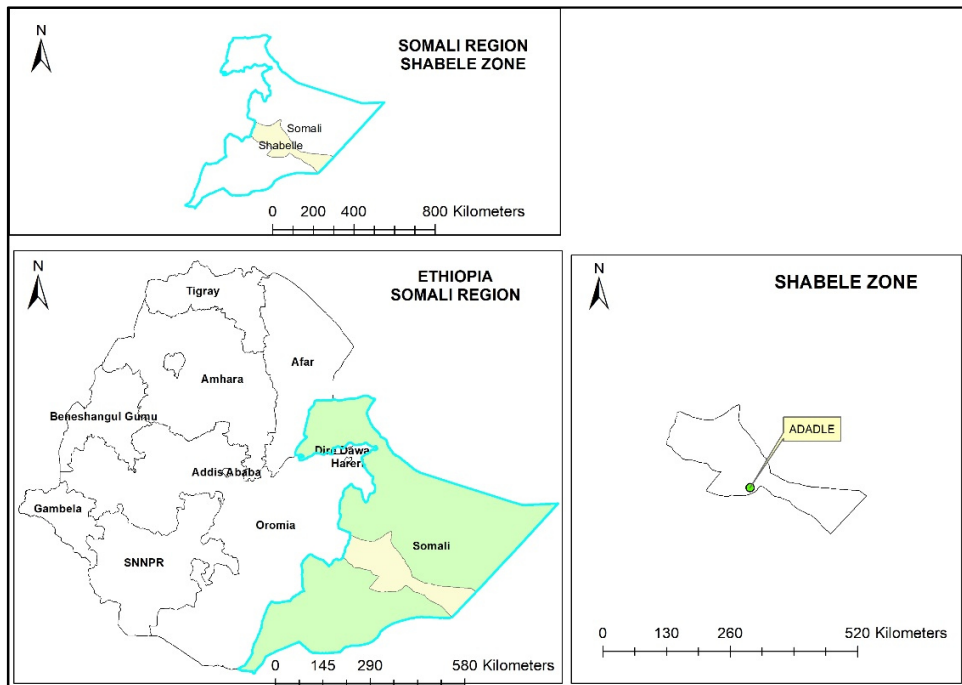 N
SOMALI REGION
SHABELE ZONE
Somali
Shabelle
0 200 400 800 Kilometers
N
ETHIOPIA
SOMALI REGION
Tigray
Afar
Amhara
Beneshangul Gumu
Dire Dawa
Harer
Addis Ababa
Gambela
Oromia
Somali
SNNPR
0 145 290 580 Kilometers
N
SHABELE ZONE
ADADLE
0 130 260 520 Kilometers